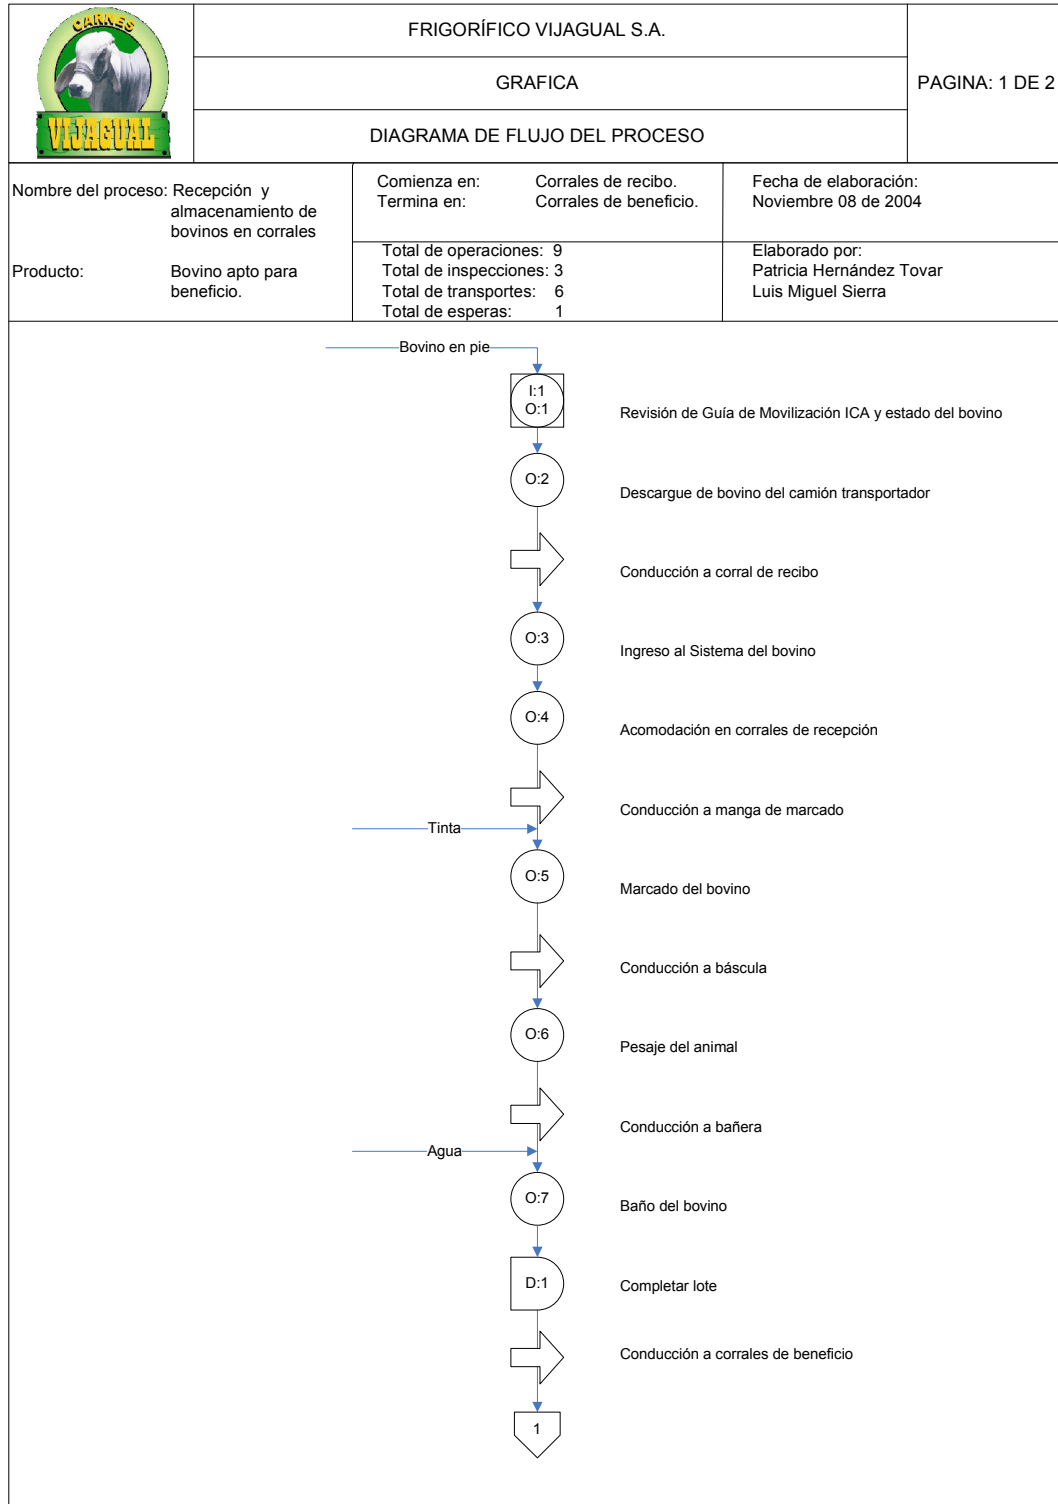 CARNES
VIJAGUAL
FRIGORÍFICO VIJAGUAL S.A.
GRAFICA
DIAGRAMA DE FLUJO DEL PROCESO
PAGINA: 1 DE 2
Nombre del proceso: Recepción y
almacenamiento de
bovinos en corrales
Producto: Bovino apto para
beneficio.
Comienza en: Corrales de recibo.
Termina en: Corrales de beneficio.
Total de operaciones: 9
Total de inspecciones: 3
Total de transportes: 6
Total de esperas: 1
Fecha de elaboración:
Noviembre 08 de 2004
Elaborado por:
Patricia Hernández Tovar
Luis Miguel Sierra
Bovino en pie
I:1
O:1
Revisión de Guía de Movilización ICA y estado del bovino
O:2
Descargue de bovino del camión transportador
Conducción a corral de recibo
O:3
Ingreso al Sistema del bovino
O:4
Acomodación en corrales de recepción
Conducción a manga de marcado
Tinta
O:5
Marcado del bovino
Conducción a báscula
O:6
Pesaje del animal
Conducción a bañera
Agua
O:7
Baño del bovino
D:1
Completar lote
Conducción a corrales de beneficio
1